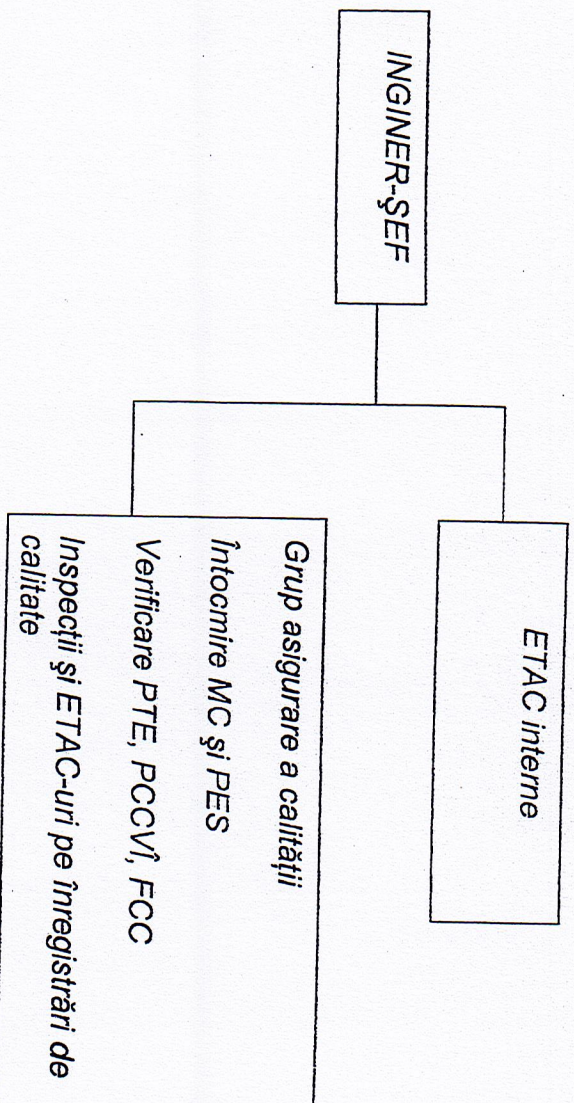 INGINER-ŞEF
ETAC interne
Grup asigurare a calităţii
Întocmire MC şi PES
Verificare PTE, PCCVÎ, FCC
Inspecţii şi ETAC-uri pe înregistrări de
calitate